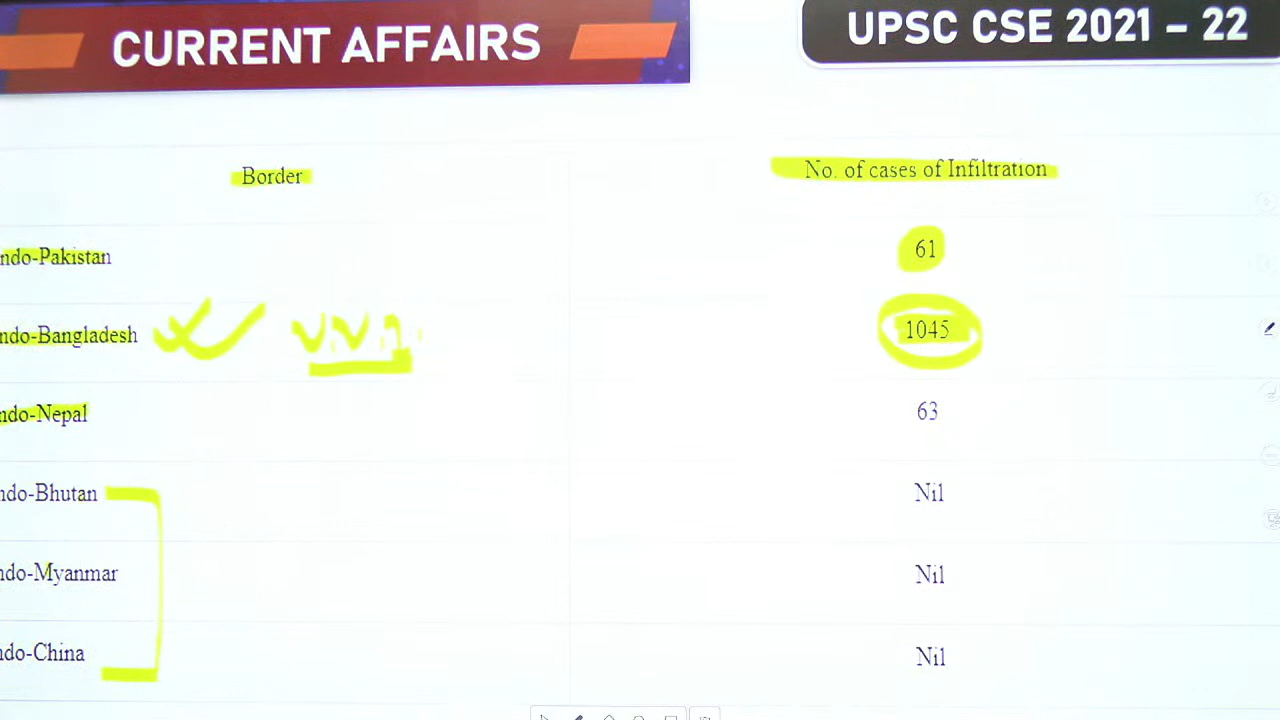 CURRENT AFFAIRS
UPSC CSE 2021 – 22
Border No. of cases of Infiltration
ndo-Pakistan 61
ndo-Bangladesh 1045
ndo-Nepal 63
ndo-Bhutan Nil
ndo-Myanmar Nil
ndo-China Nil